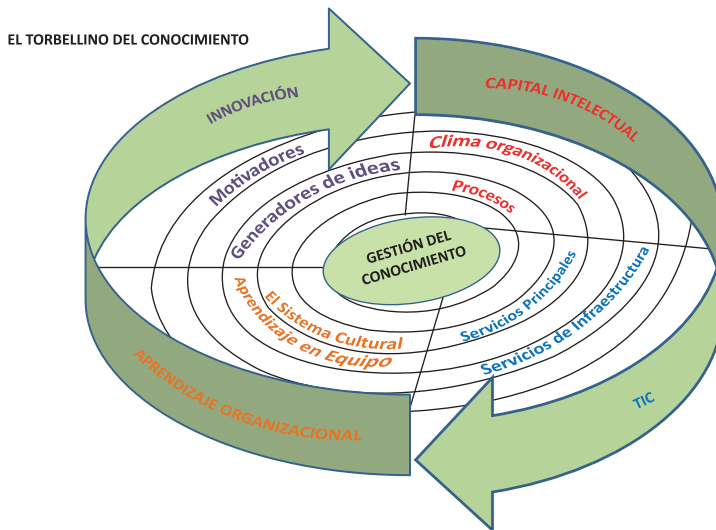 EL TORBELLINO DEL CONOCIMIENTO
INNOVACIÓN
CAPITAL INTELECTUAL
Motivadores
Generadores de ideas
Clima organizacional
Procesos
GESTIÓN DEL
CONOCIMIENTO
El Sistema Cultural
Aprendizaje en Equipo
Servicios Principales
Servicios de Infraestructura
APRENDIZAJE ORGANIZACIONAL
TIC